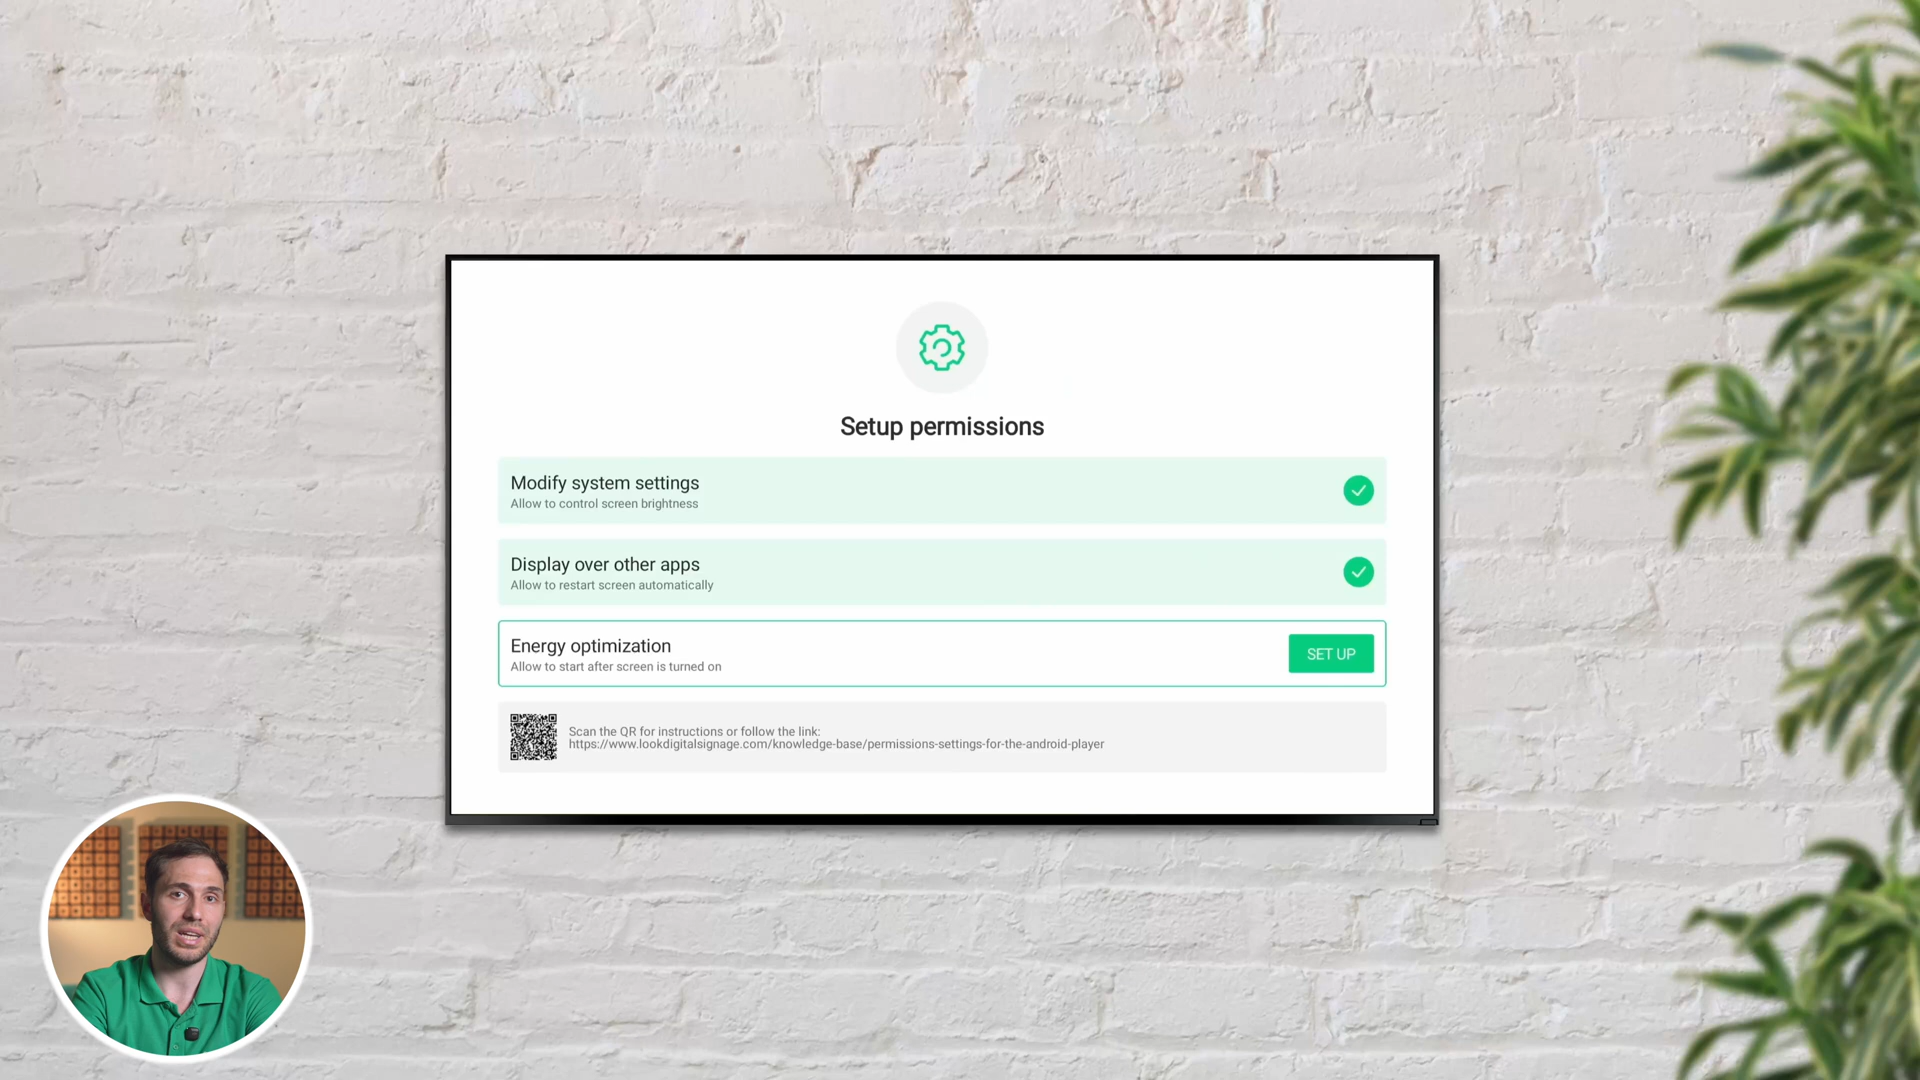 Setup permissions
Modify system settings
Allow to control screen brightness
Display over other apps
Allow to restart screen automatically
Energy optimization
Allow to start after screen is turned on
SET UP
Scan the QR for instructions or follow the link:
https://www.lookdigitalsignage.com/knowledge-base/permissions-settings-for-the-android-player